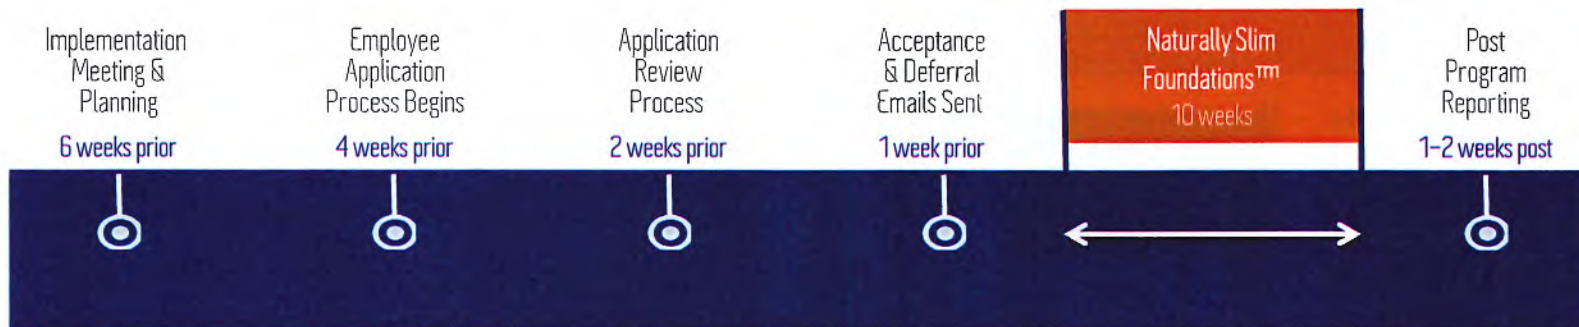 Implementation
Meeting &
Planning
6 weeks prior
Employee
Application
Process Begins
4 weeks prior
Application
Review
Process
2 weeks prior
Acceptance
& Deferral
Emails Sent
1 week prior
Naturally Slim
Foundations™
10 weeks
Post
Program
Reporting
1–2 weeks post